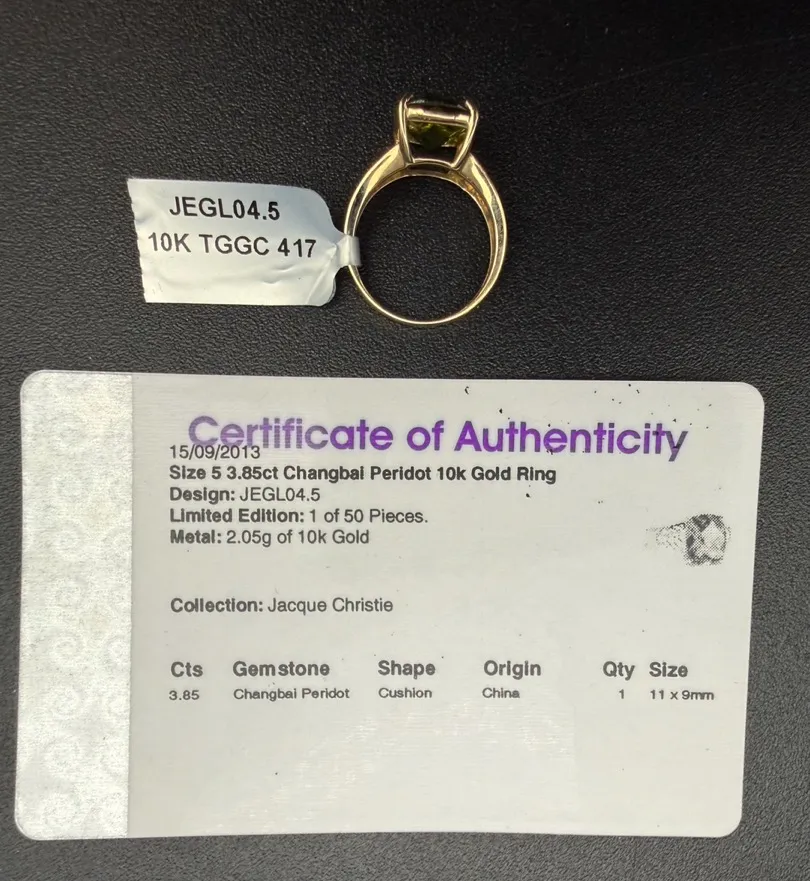 JEGL04.5
10K TGGC 417
Certificate of Authenticity
15/09/2013
Size 5 3.85ct Changbai Peridot 10k Gold Ring
Design: JEGL04.5
Limited Edition: 1 of 50 Pieces.
Metal: 2.05g of 10k Gold
Collection: Jacque Christie
Cts Gemstone Shape Origin Qty Size
3.85 Changbai Peridot Cushion China 1 11 x 9mm